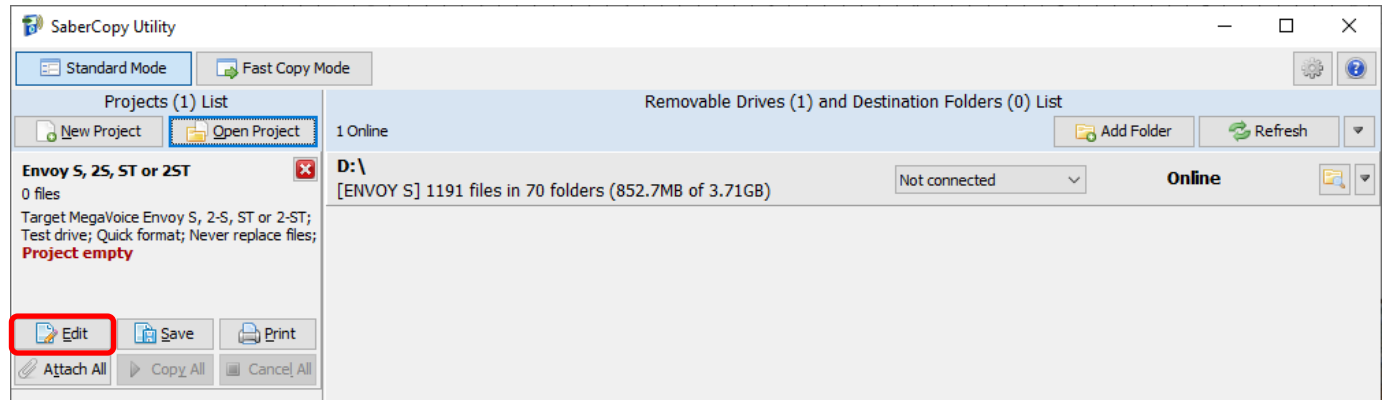 SaberCopy Utility
Standard Mode
Fast Copy Mode
Projects (1) List
New Project
Open Project
Envoy S, 2S, ST or 2ST
0 files
Target MegaVoice Envoy S, 2-S, ST or 2-ST;
Test drive; Quick format; Never replace files;
Project empty
Edit
Save
Print
Attach All
Copy All
Cancel All
Removable Drives (1) and Destination Folders (0) List
1 Online
Add Folder
Refresh
D:\
[ENVOY S] 1191 files in 70 folders (852.7MB of 3.71GB)
Not connected
Online